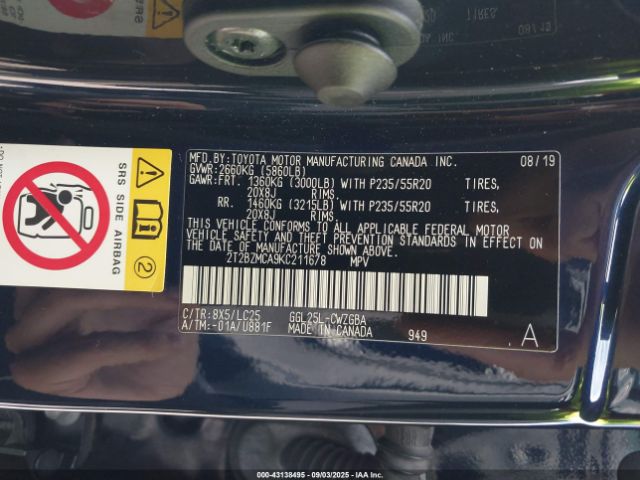 MFD.BY:TOYOTA MOTOR MANUFACTURING CANADA INC. 08/19
GVWR:2660KG (5860LB)
GAWR:FRT. 1360KG (3000LB) WITH P235/55R20 TIRES,
20X8J RIMS
RR. 1460KG (3215LB) WITH P235/55R20 TIRES,
20X8J RIMS
THIS VEHICLE CONFORMS TO ALL APPLICABLE FEDERAL MOTOR
VEHICLE SAFETY AND THEFT PREVENTION STANDARDS IN EFFECT ON
THE DATE OF MANUFACTURE SHOWN ABOVE.
2T2BZMCA9KC211678 MPV
C/TR:8X5/LC25 GGL25L-CWZGBA
A/TM:-01A/U881F MADE IN CANADA 949
A
SRS SIDE AIRBAG
2
000-43138495 - 09/03/2025 - IAA Inc.